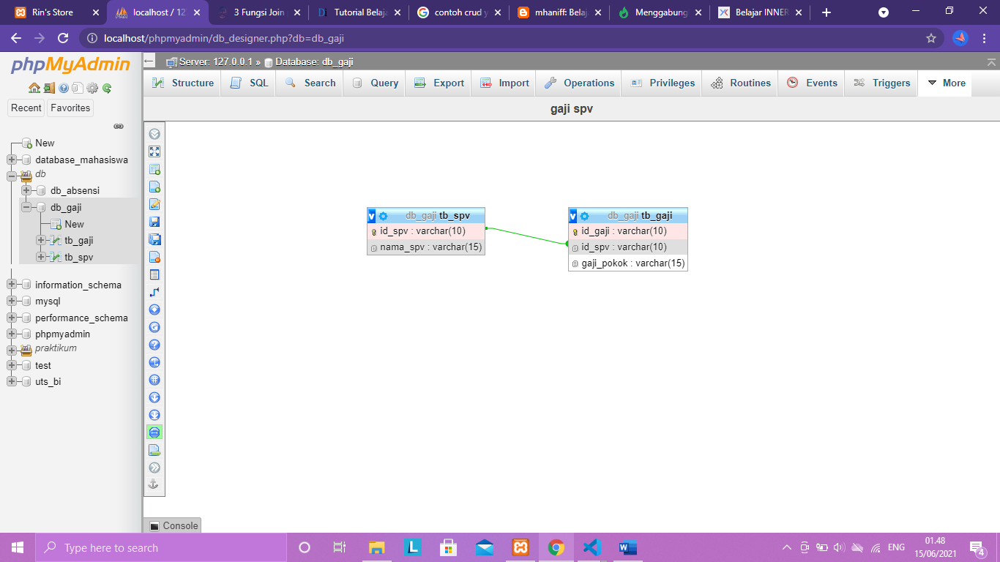 Rin's Store
localhost / 12
3 Fungsi Join
Tutorial Belaja
contoh crud y
mhaniff: Belaj
Menggabung
Belajar INNER
localhost/phpmyadmin/db_designer.php?db=db_gaji
phpMyAdmin
Recent
Favorites
New
database_mahasiswa
db
db_absensi
db_gaji
New
tb_gaji
tb_spv
information_schema
mysql
performance_schema
phpmyadmin
praktikum
test
uts_bi
Server: 127.0.0.1 » Database: db_gaji
Structure
SQL
Search
Query
Export
Import
Operations
Privileges
Routines
Events
Triggers
More
gaji spv
v db_gaji tb_spv
id_spv : varchar(10)
nama_spv : varchar(15)
v db_gaji tb_gaji
id_gaji : varchar(10)
id_spv : varchar(10)
gaji_pokok : varchar(15)
Console
Type here to search
ENG
01.48
15/06/2021
4